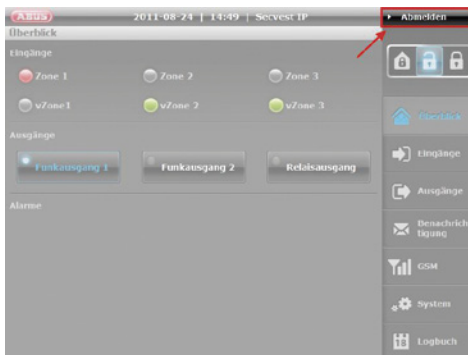 ABUS 2011-08-24 | 14:49 | Secvest IP
Abmelden
Überblick
Eingänge
Zone 1 Zone 2 Zone 3
vZone1 vZone 2 vZone 3
Ausgänge
Funkausgang 1 Funkausgang 2 Relaisausgang
Alarme
Überblick
Eingänge
Ausgänge
Benachrich
tigung
GSM
System
Logbuch